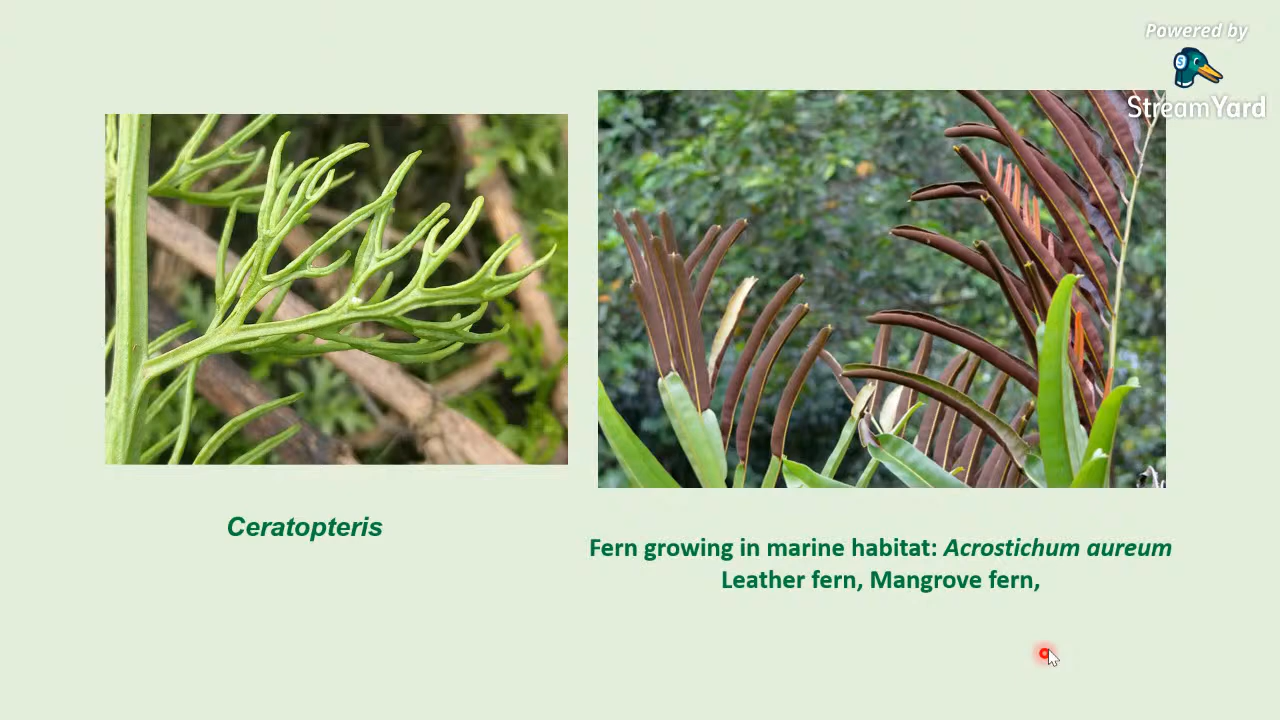 Powered by
StreamYard
Ceratopteris
Fern growing in marine habitat: Acrostichum aureum
Leather fern, Mangrove fern,